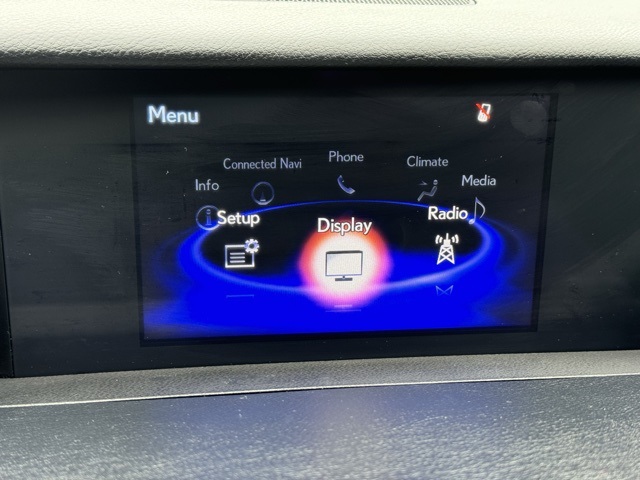 Menu
Phone
Connected Navi
Climate
Info
Media
Setup
Display
Radio